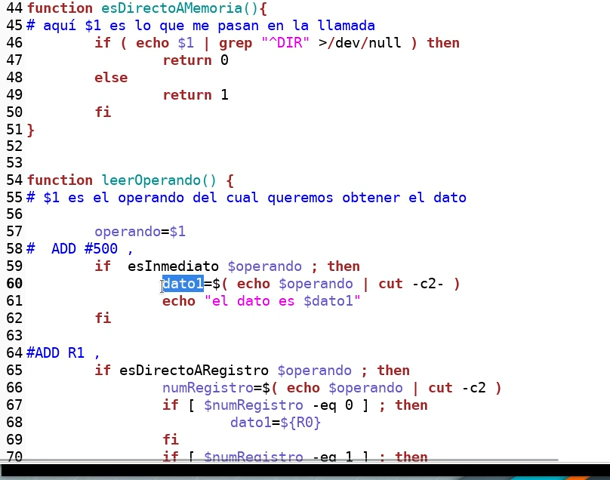 44 function esDirectoAMemoria(){
45 # aquí $1 es lo que me pasan en la llamada
46 if ( echo $1 | grep "^DIR" >/dev/null ) then
47 return 0
48 else
49 return 1
50 fi
51 }
52
53
54 function leerOperando() {
55 # $1 es el operando del cual queremos obtener el dato
56
57 operando=$1
58 #  ADD #500 ,
59 if  esInmediato $operando ; then
60 dato1=$( echo $operando | cut -c2- )
61 echo "el dato es $dato1"
62 fi
63
64 #ADD R1 ,
65 if esDirectoARegistro $operando ; then
66 numRegistro=$( echo $operando | cut -c2 )
67 if [ $numRegistro -eq 0 ] ; then
68 dato1=${R0}
69 fi
70 if [ $numRegistro -eq 1 ] ; then